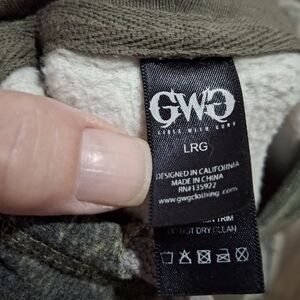 GWG
GIRLS WITH GUNS
LRG
DESIGNED IN CALIFORNIA
MADE IN CHINA
RN#135922
www.gwgclothing.com
TRIM
DO NOT DRY CLEAN